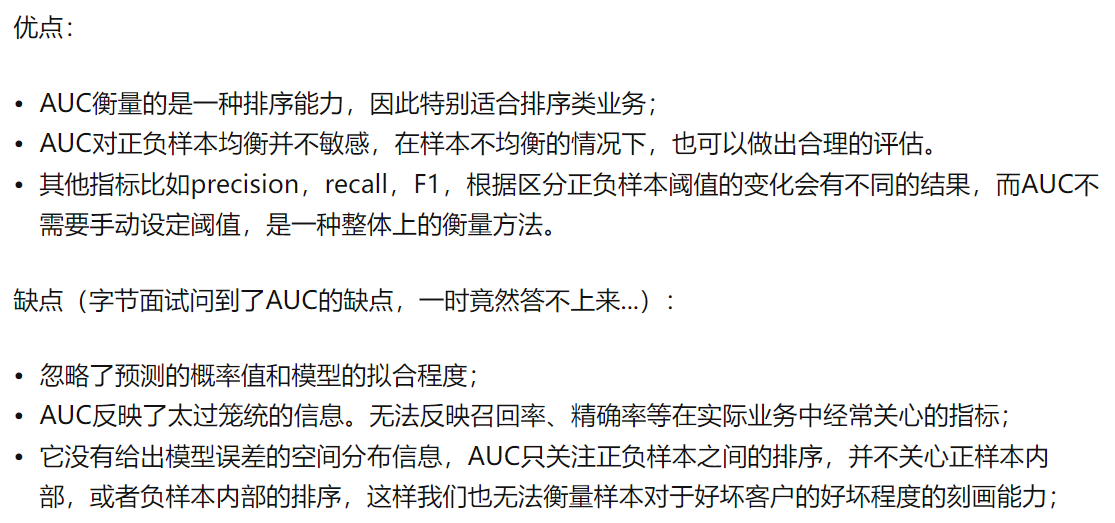 优点：
• AUC衡量的是一种排序能力，因此特别适合排序类业务；
• AUC对正负样本均衡并不敏感，在样本不均衡的情况下，也可以做出合理的评估。
• 其他指标比如precision，recall，F1，根据区分正负样本阈值的变化会有不同的结果，而AUC不
需要手动设定阈值，是一种整体上的衡量方法。
缺点（字节面试问到了AUC的缺点，一时竟然答不上来...）：
• 忽略了预测的概率值和模型的拟合程度；
• AUC反映了太过笼统的信息。无法反映召回率、精确率等在实际业务中经常关心的指标；
• 它没有给出模型误差的空间分布信息，AUC只关注正负样本之间的排序，并不关心正样本内
部，或者负样本内部的排序，这样我们也无法衡量样本对于好坏客户的好坏程度的刻画能力；